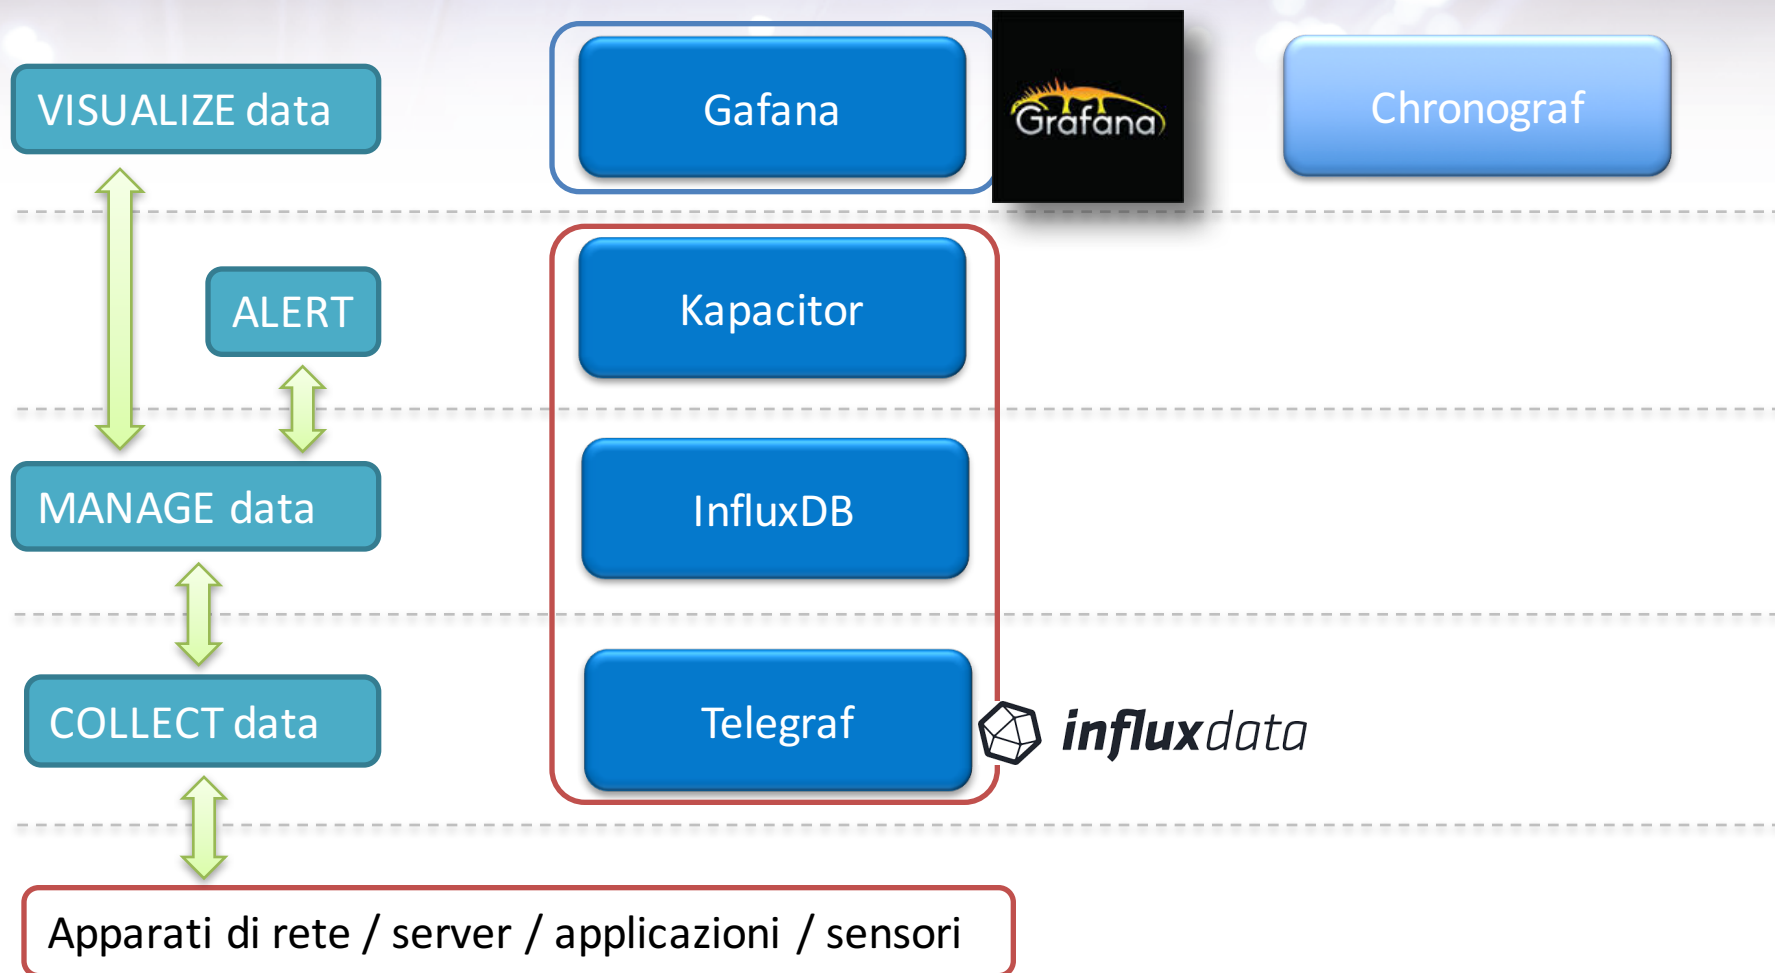 VISUALIZE data
Gafana
Grafana
Chronograf
ALERT
Kapacitor
MANAGE data
InfluxDB
COLLECT data
Telegraf
influxdata
Apparati di rete / server / applicazioni / sensori